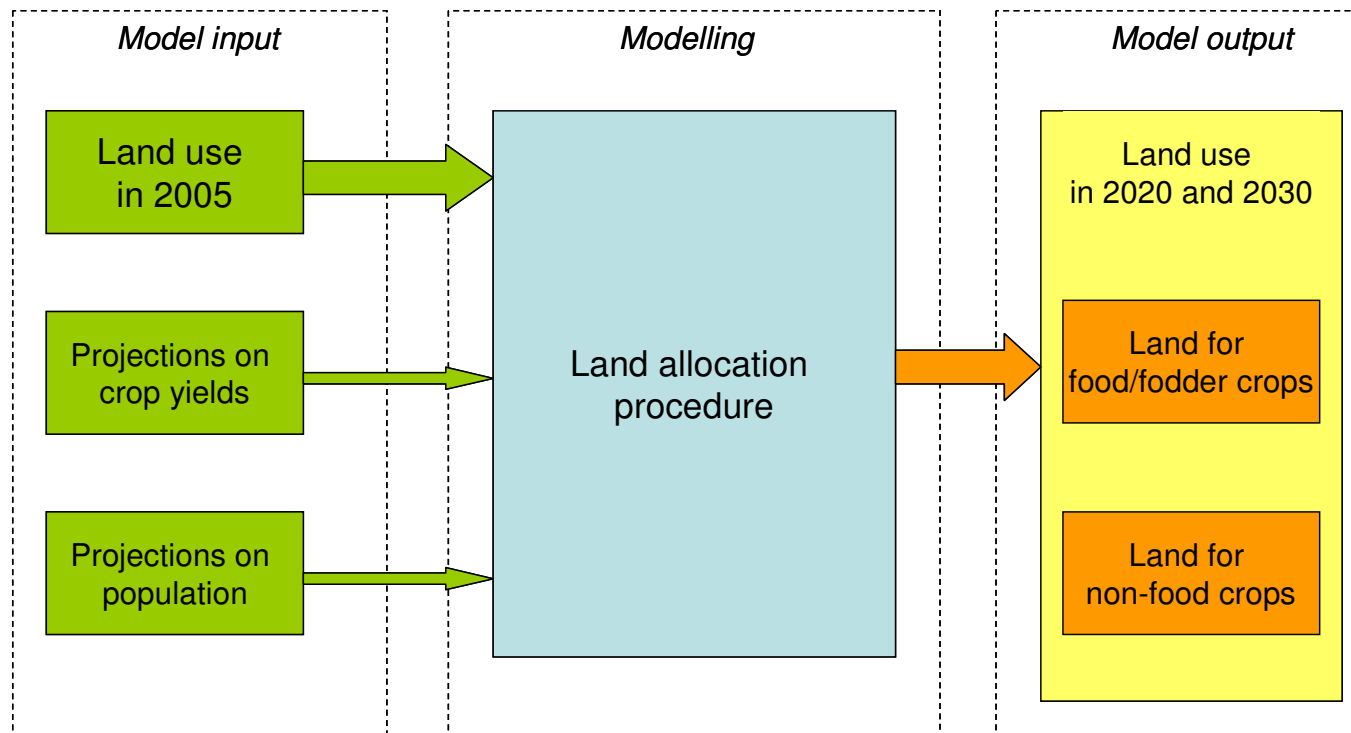 Model input
Land use
in 2005
Projections on
crop yields
Projections on
population
Modelling
Land allocation
procedure
Model output
Land use
in 2020 and 2030
Land for
food/fodder crops
Land for
non-food crops